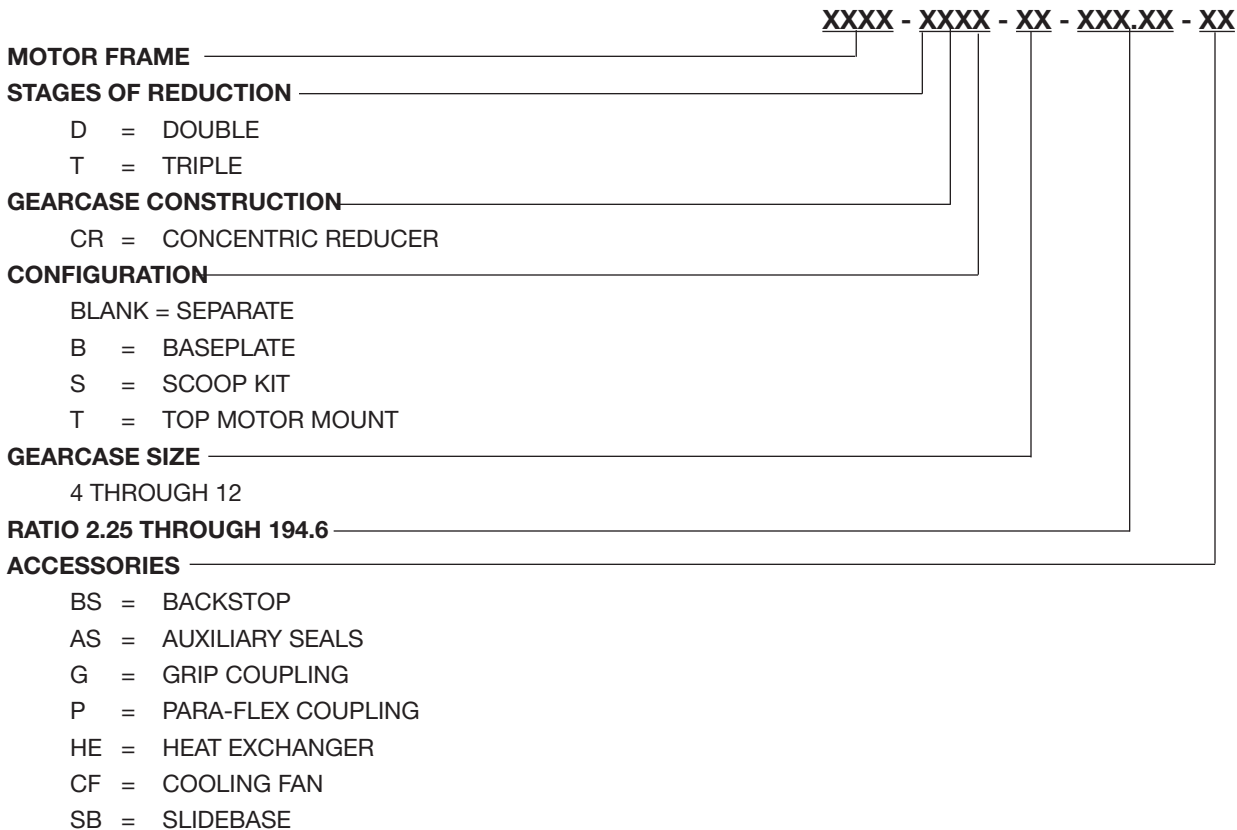 XXXX - XXXX - XX - XXX.XX - XX
MOTOR FRAME
STAGES OF REDUCTION
D = DOUBLE
T = TRIPLE
GEARCASE CONSTRUCTION
CR = CONCENTRIC REDUCER
CONFIGURATION
BLANK = SEPARATE
B = BASEPLATE
S = SCOOP KIT
T = TOP MOTOR MOUNT
GEARCASE SIZE
4 THROUGH 12
RATIO 2.25 THROUGH 194.6
ACCESSORIES
BS = BACKSTOP
AS = AUXILIARY SEALS
G = GRIP COUPLING
P = PARA-FLEX COUPLING
HE = HEAT EXCHANGER
CF = COOLING FAN
SB = SLIDEBASE